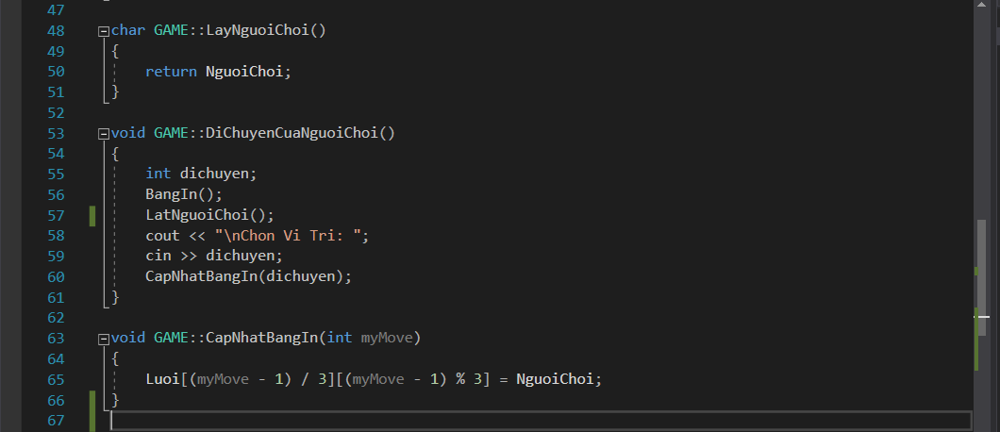 47
48 char GAME::LayNguoiChoi()
49 {
50 return NguoiChoi;
51 }
52
53 void GAME::DiChuyenCuaNguoiChoi()
54 {
55 int dichuyen;
56 BangIn();
57 LatNguoiChoi();
58 cout << "\nChon Vi Tri: ";
59 cin >> dichuyen;
60 CapNhatBangIn(dichuyen);
61 }
62
63 void GAME::CapNhatBangIn(int myMove)
64 {
65 Luoi[(myMove - 1) / 3][(myMove - 1) % 3] = NguoiChoi;
66 }
67